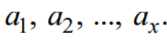 a₁, a₂, ..., aₓ.